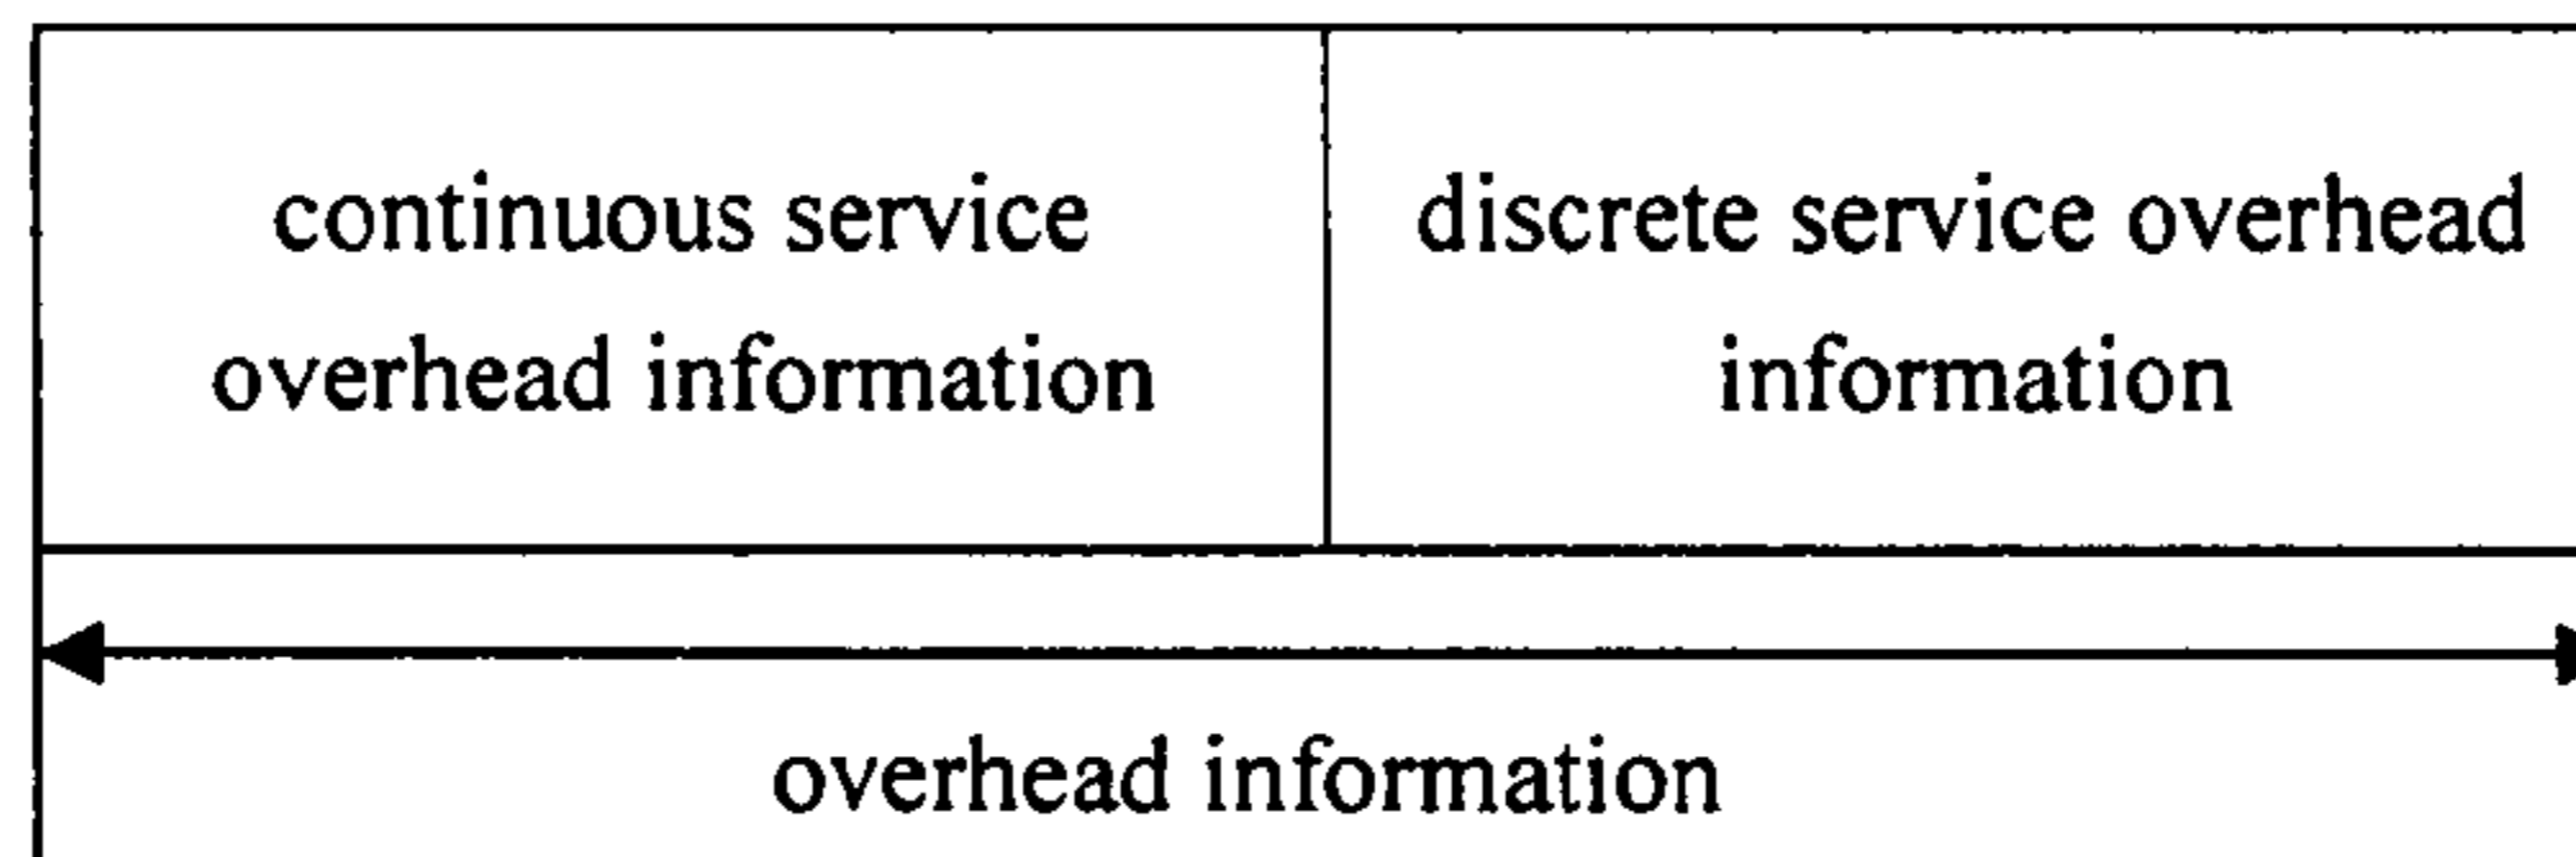 continuous service
overhead information
discrete service overhead
information
overhead information